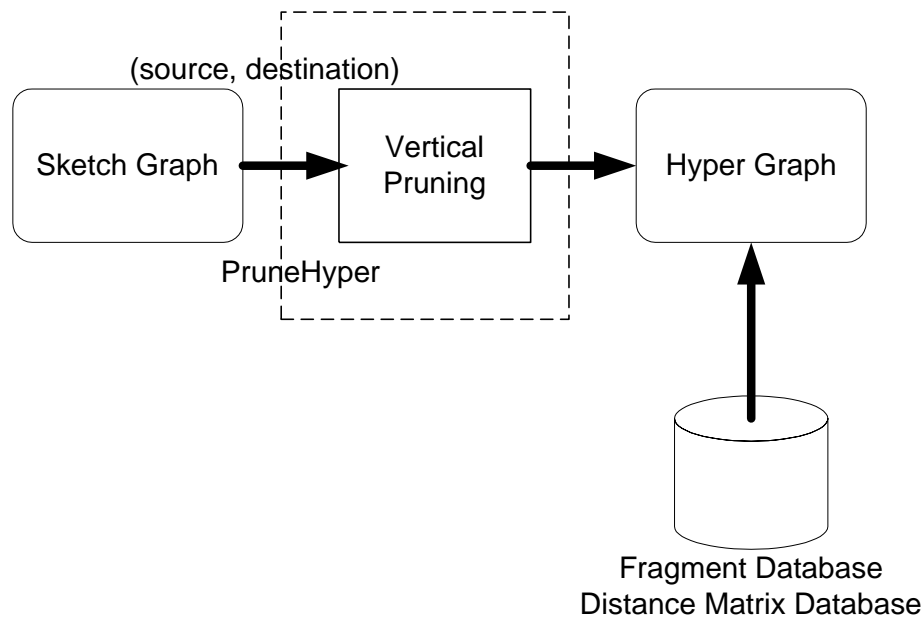 (source, destination)
Sketch Graph
Vertical
Pruning
Hyper Graph
PruneHyper
Fragment Database
Distance Matrix Database